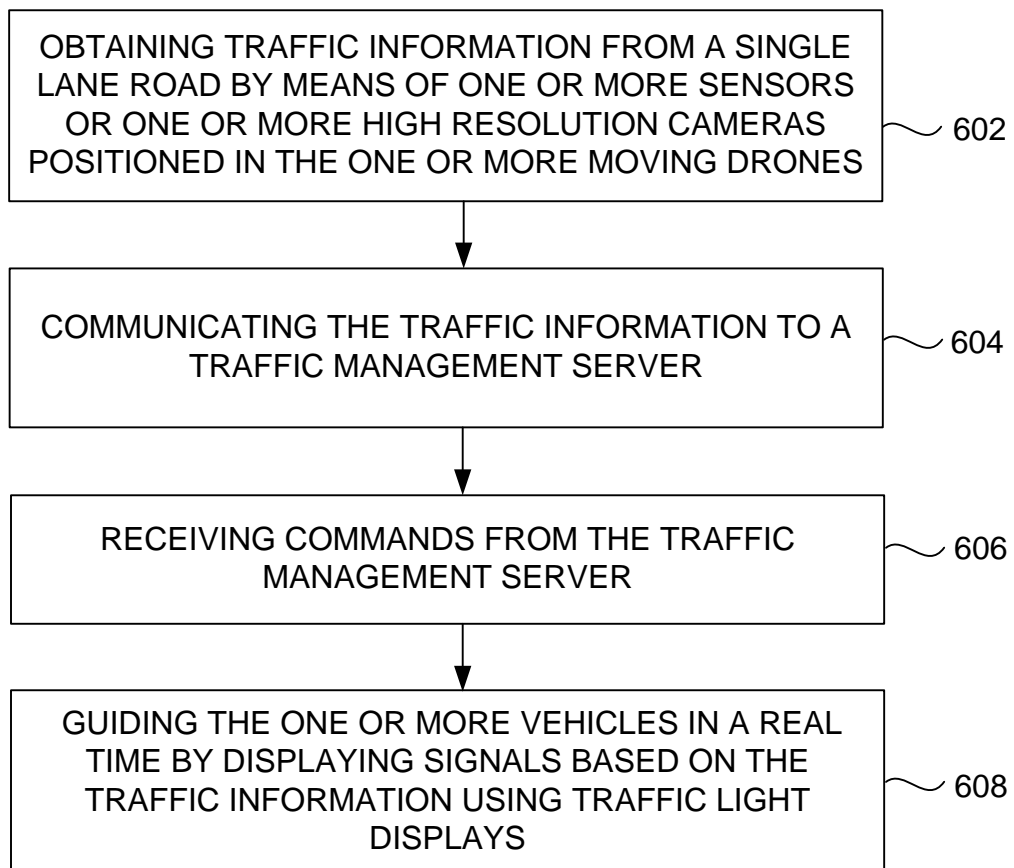 OBTAINING TRAFFIC INFORMATION FROM A SINGLE
LANE ROAD BY MEANS OF ONE OR MORE SENSORS
OR ONE OR MORE HIGH RESOLUTION CAMERAS
POSITIONED IN THE ONE OR MORE MOVING DRONES
602
COMMUNICATING THE TRAFFIC INFORMATION TO A
TRAFFIC MANAGEMENT SERVER
604
RECEIVING COMMANDS FROM THE TRAFFIC
MANAGEMENT SERVER
606
GUIDING THE ONE OR MORE VEHICLES IN A REAL
TIME BY DISPLAYING SIGNALS BASED ON THE
TRAFFIC INFORMATION USING TRAFFIC LIGHT
DISPLAYS
608